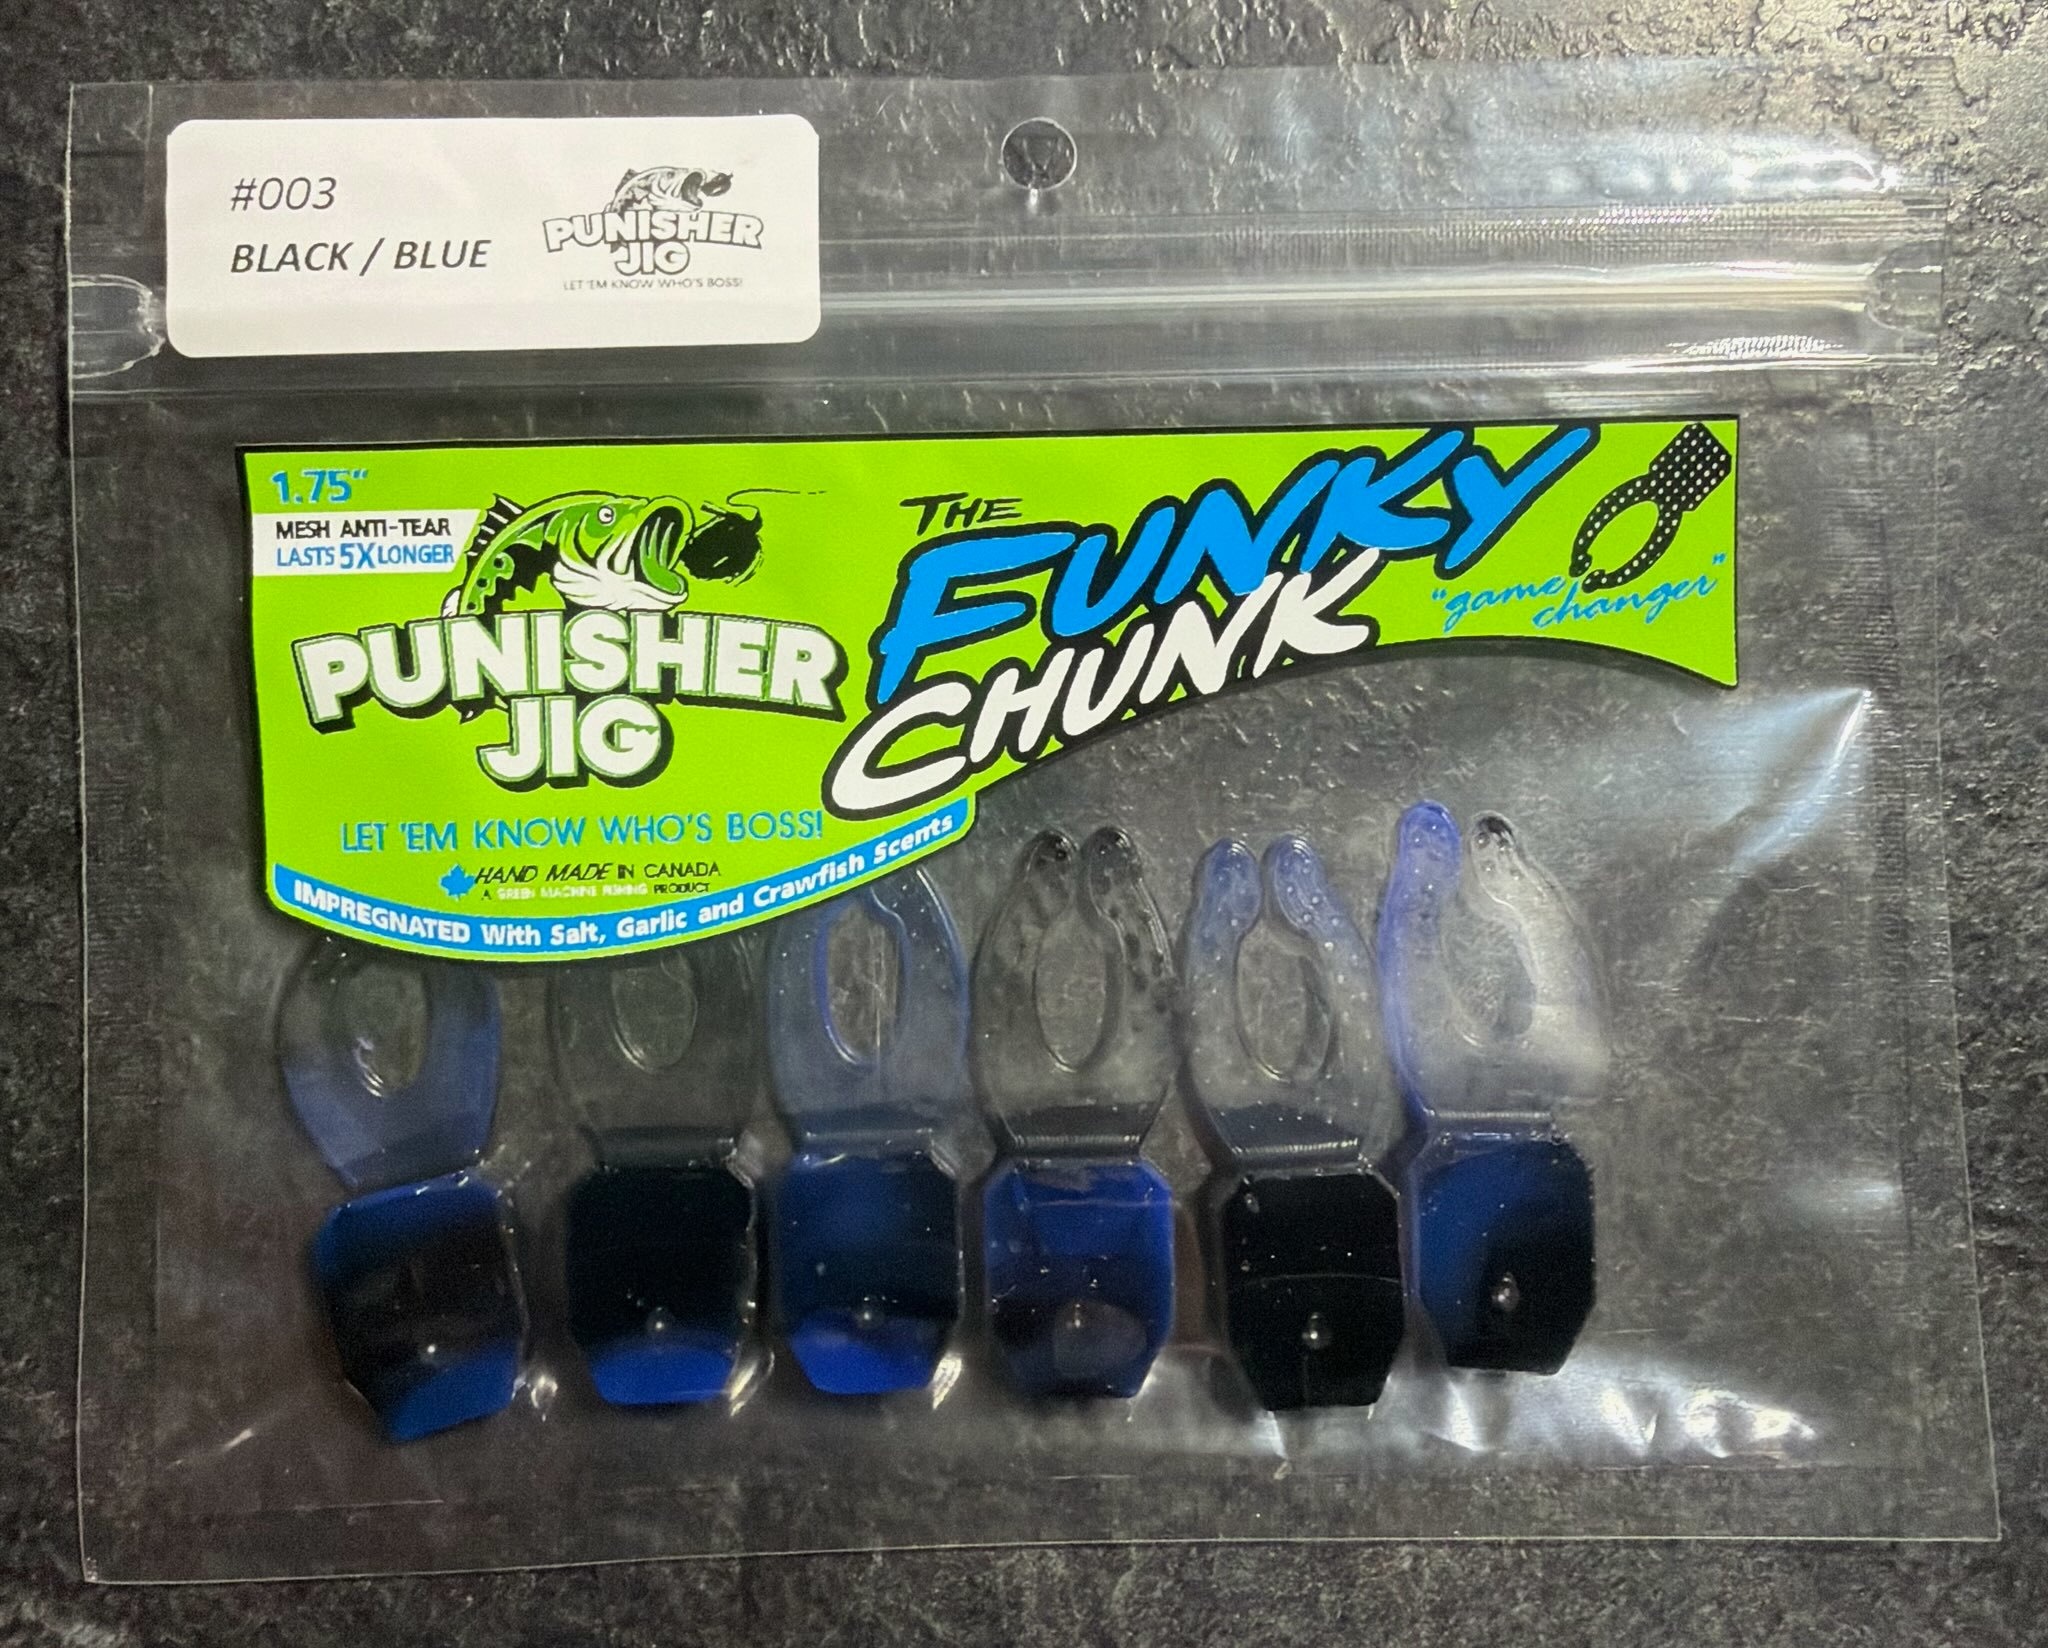 #003
BLACK / BLUE
PUNISHER
JIG
LET 'EM KNOW WHO'S BOSS!
1.75"
MESH ANTI-TEAR
LASTS 5X LONGER
PUNISHER
JIG
LET 'EM KNOW WHO'S BOSS!
HAND MADE IN CANADA
A GREEN MACHINE FISHING PRODUCT
IMPREGNATED With Salt, Garlic and Crawfish Scents
THE
FUNKY
CHUNK
"game
changer"